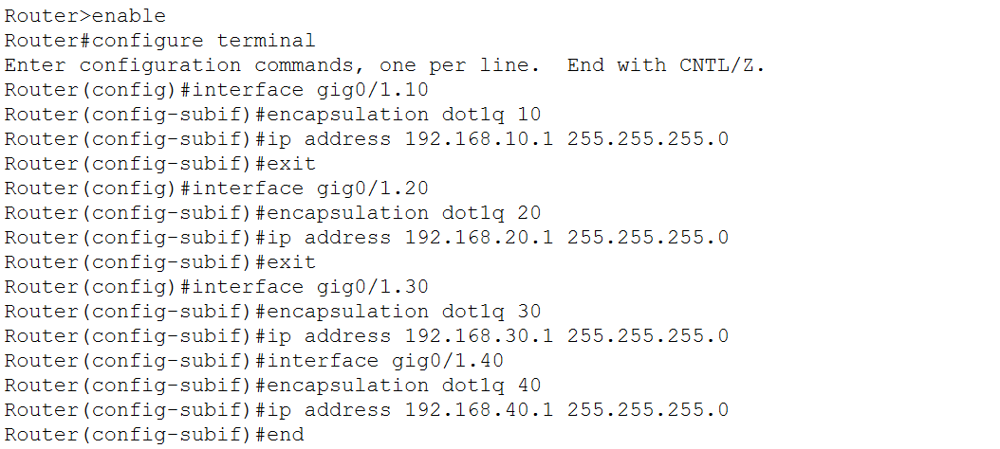 Router>enable
Router#configure terminal
Enter configuration commands, one per line.  End with CNTL/Z.
Router(config)#interface gig0/1.10
Router(config-subif)#encapsulation dot1q 10
Router(config-subif)#ip address 192.168.10.1 255.255.255.0
Router(config-subif)#exit
Router(config)#interface gig0/1.20
Router(config-subif)#encapsulation dot1q 20
Router(config-subif)#ip address 192.168.20.1 255.255.255.0
Router(config-subif)#exit
Router(config)#interface gig0/1.30
Router(config-subif)#encapsulation dot1q 30
Router(config-subif)#ip address 192.168.30.1 255.255.255.0
Router(config-subif)#interface gig0/1.40
Router(config-subif)#encapsulation dot1q 40
Router(config-subif)#ip address 192.168.40.1 255.255.255.0
Router(config-subif)#end